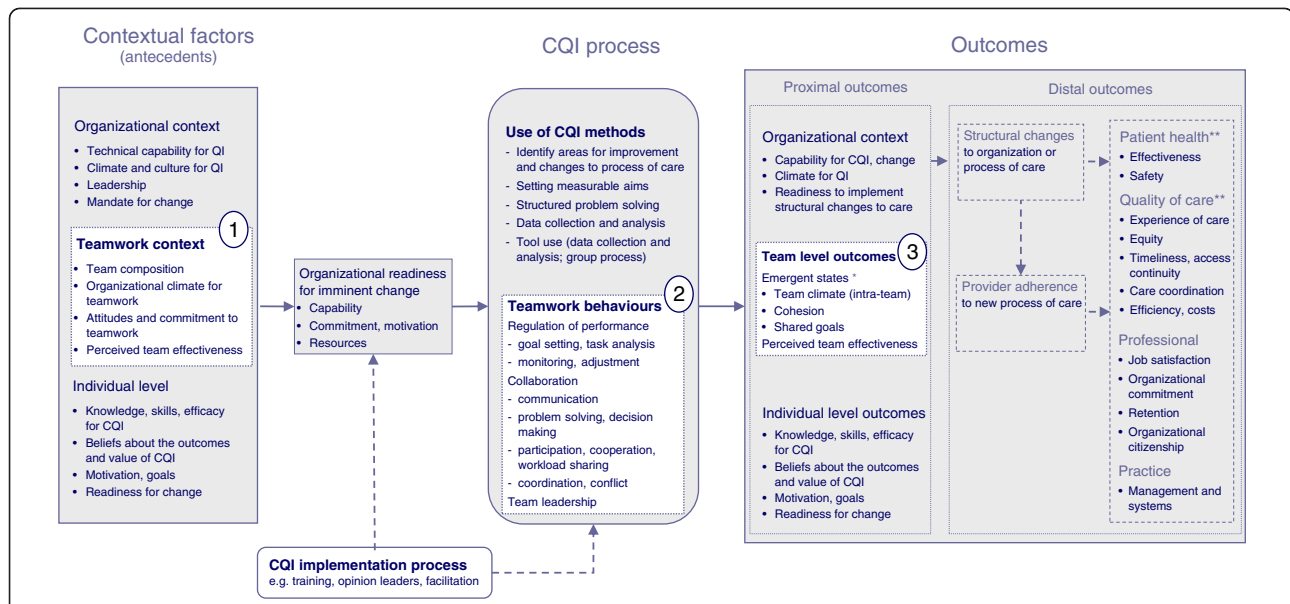 Contextual factors
(antecedents)
Organizational context
• Technical capability for QI
• Climate and culture for QI
• Leadership
• Mandate for change
1
Teamwork context
• Team composition
• Organizational climate for
teamwork
• Attitudes and commitment to
teamwork
• Perceived team effectiveness
Individual level
• Knowledge, skills, efficacy
for CQI
• Beliefs about the outcomes
and value of CQI
• Motivation, goals
• Readiness for change
Organizational readiness
for imminent change
• Capability
• Commitment, motivation
• Resources
CQI implementation process
e.g. training, opinion leaders, facilitation
CQI process
Use of CQI methods
- Identify areas for improvement
and changes to process of care
- Setting measurable aims
- Structured problem solving
- Data collection and analysis
- Tool use (data collection and
analysis; group process)
2
Teamwork behaviours
Regulation of performance
- goal setting, task analysis
- monitoring, adjustment
Collaboration
- communication
- problem solving, decision
making
- participation, cooperation,
workload sharing
- coordination, conflict
Team leadership
Outcomes
Proximal outcomes
Organizational context
• Capability for CQI, change
• Climate for QI
• Readiness to implement
structural changes to care
3
Team level outcomes
Emergent states *
• Team climate (intra-team)
• Cohesion
• Shared goals
Perceived team effectiveness
Individual level outcomes
• Knowledge, skills, efficacy
for CQI
• Beliefs about the outcomes
and value of CQI
• Motivation, goals
• Readiness for change
Distal outcomes
Structural changes
to organization or
process of care
Provider adherence
to new process of care
Patient health**
• Effectiveness
• Safety
Quality of care**
• Experience of care
• Equity
• Timeliness, access
continuity
• Care coordination
• Efficiency, costs
Professional
• Job satisfaction
• Organizational
commitment
• Retention
• Organizational
citizenship
Practice
• Management and
systems